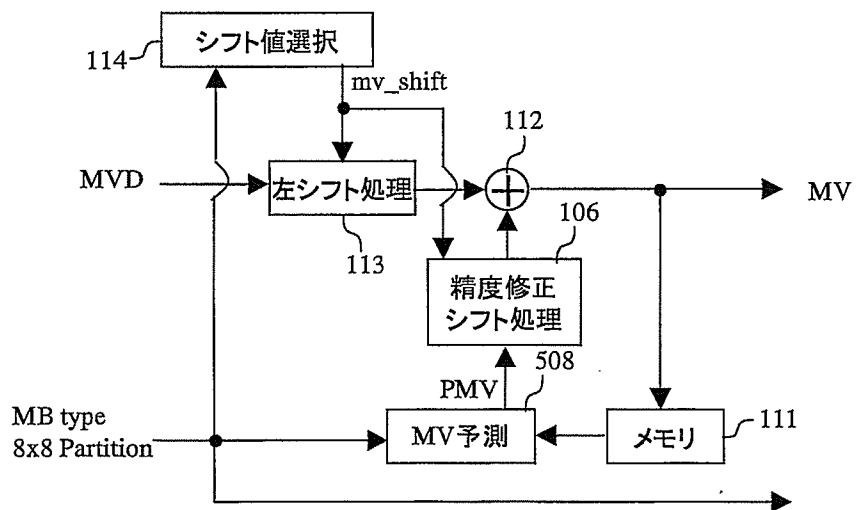 シフト値選択
114
mv_shift
112
MVD
左シフト処理
MV
113
106
精度修正
シフト処理
508
PMV
MB type
8x8 Partition
MV予測
メモリ
111